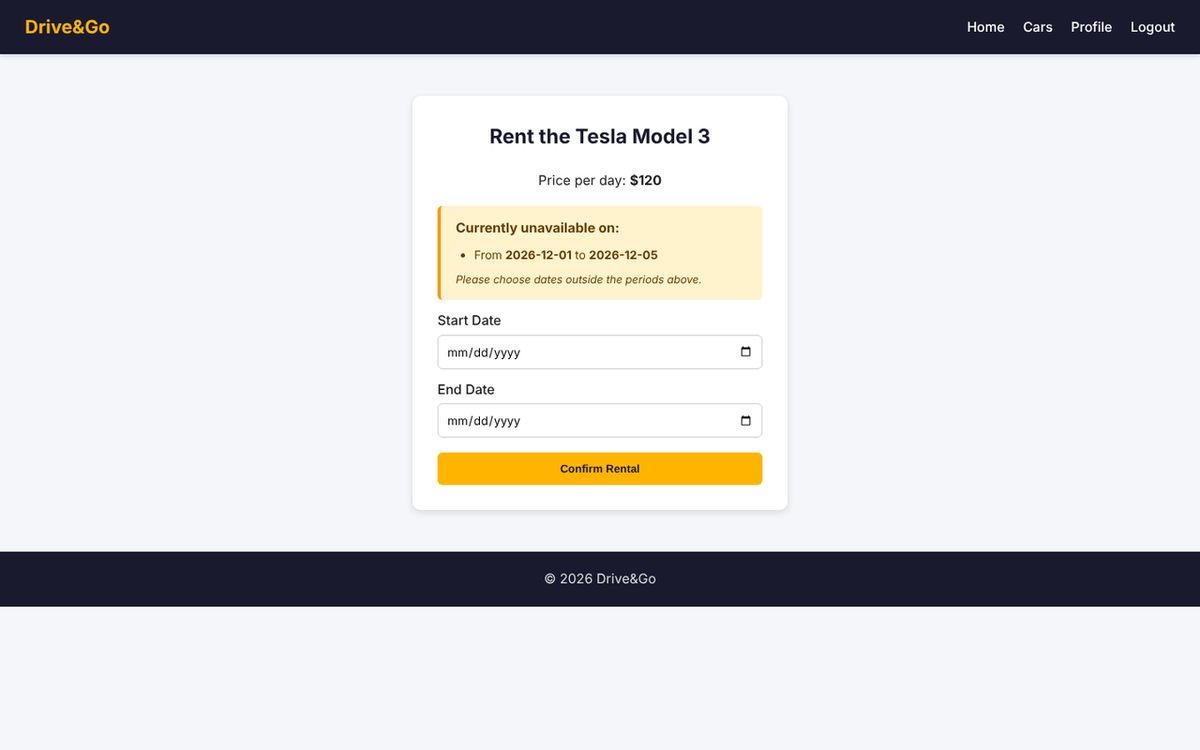 Drive&Go
Home Cars Profile Logout
Rent the Tesla Model 3
Price per day: $120
Currently unavailable on:
• From 2026-12-01 to 2026-12-05
Please choose dates outside the periods above.
Start Date
mm/dd/yyyy
End Date
mm/dd/yyyy
Confirm Rental
© 2026 Drive&Go